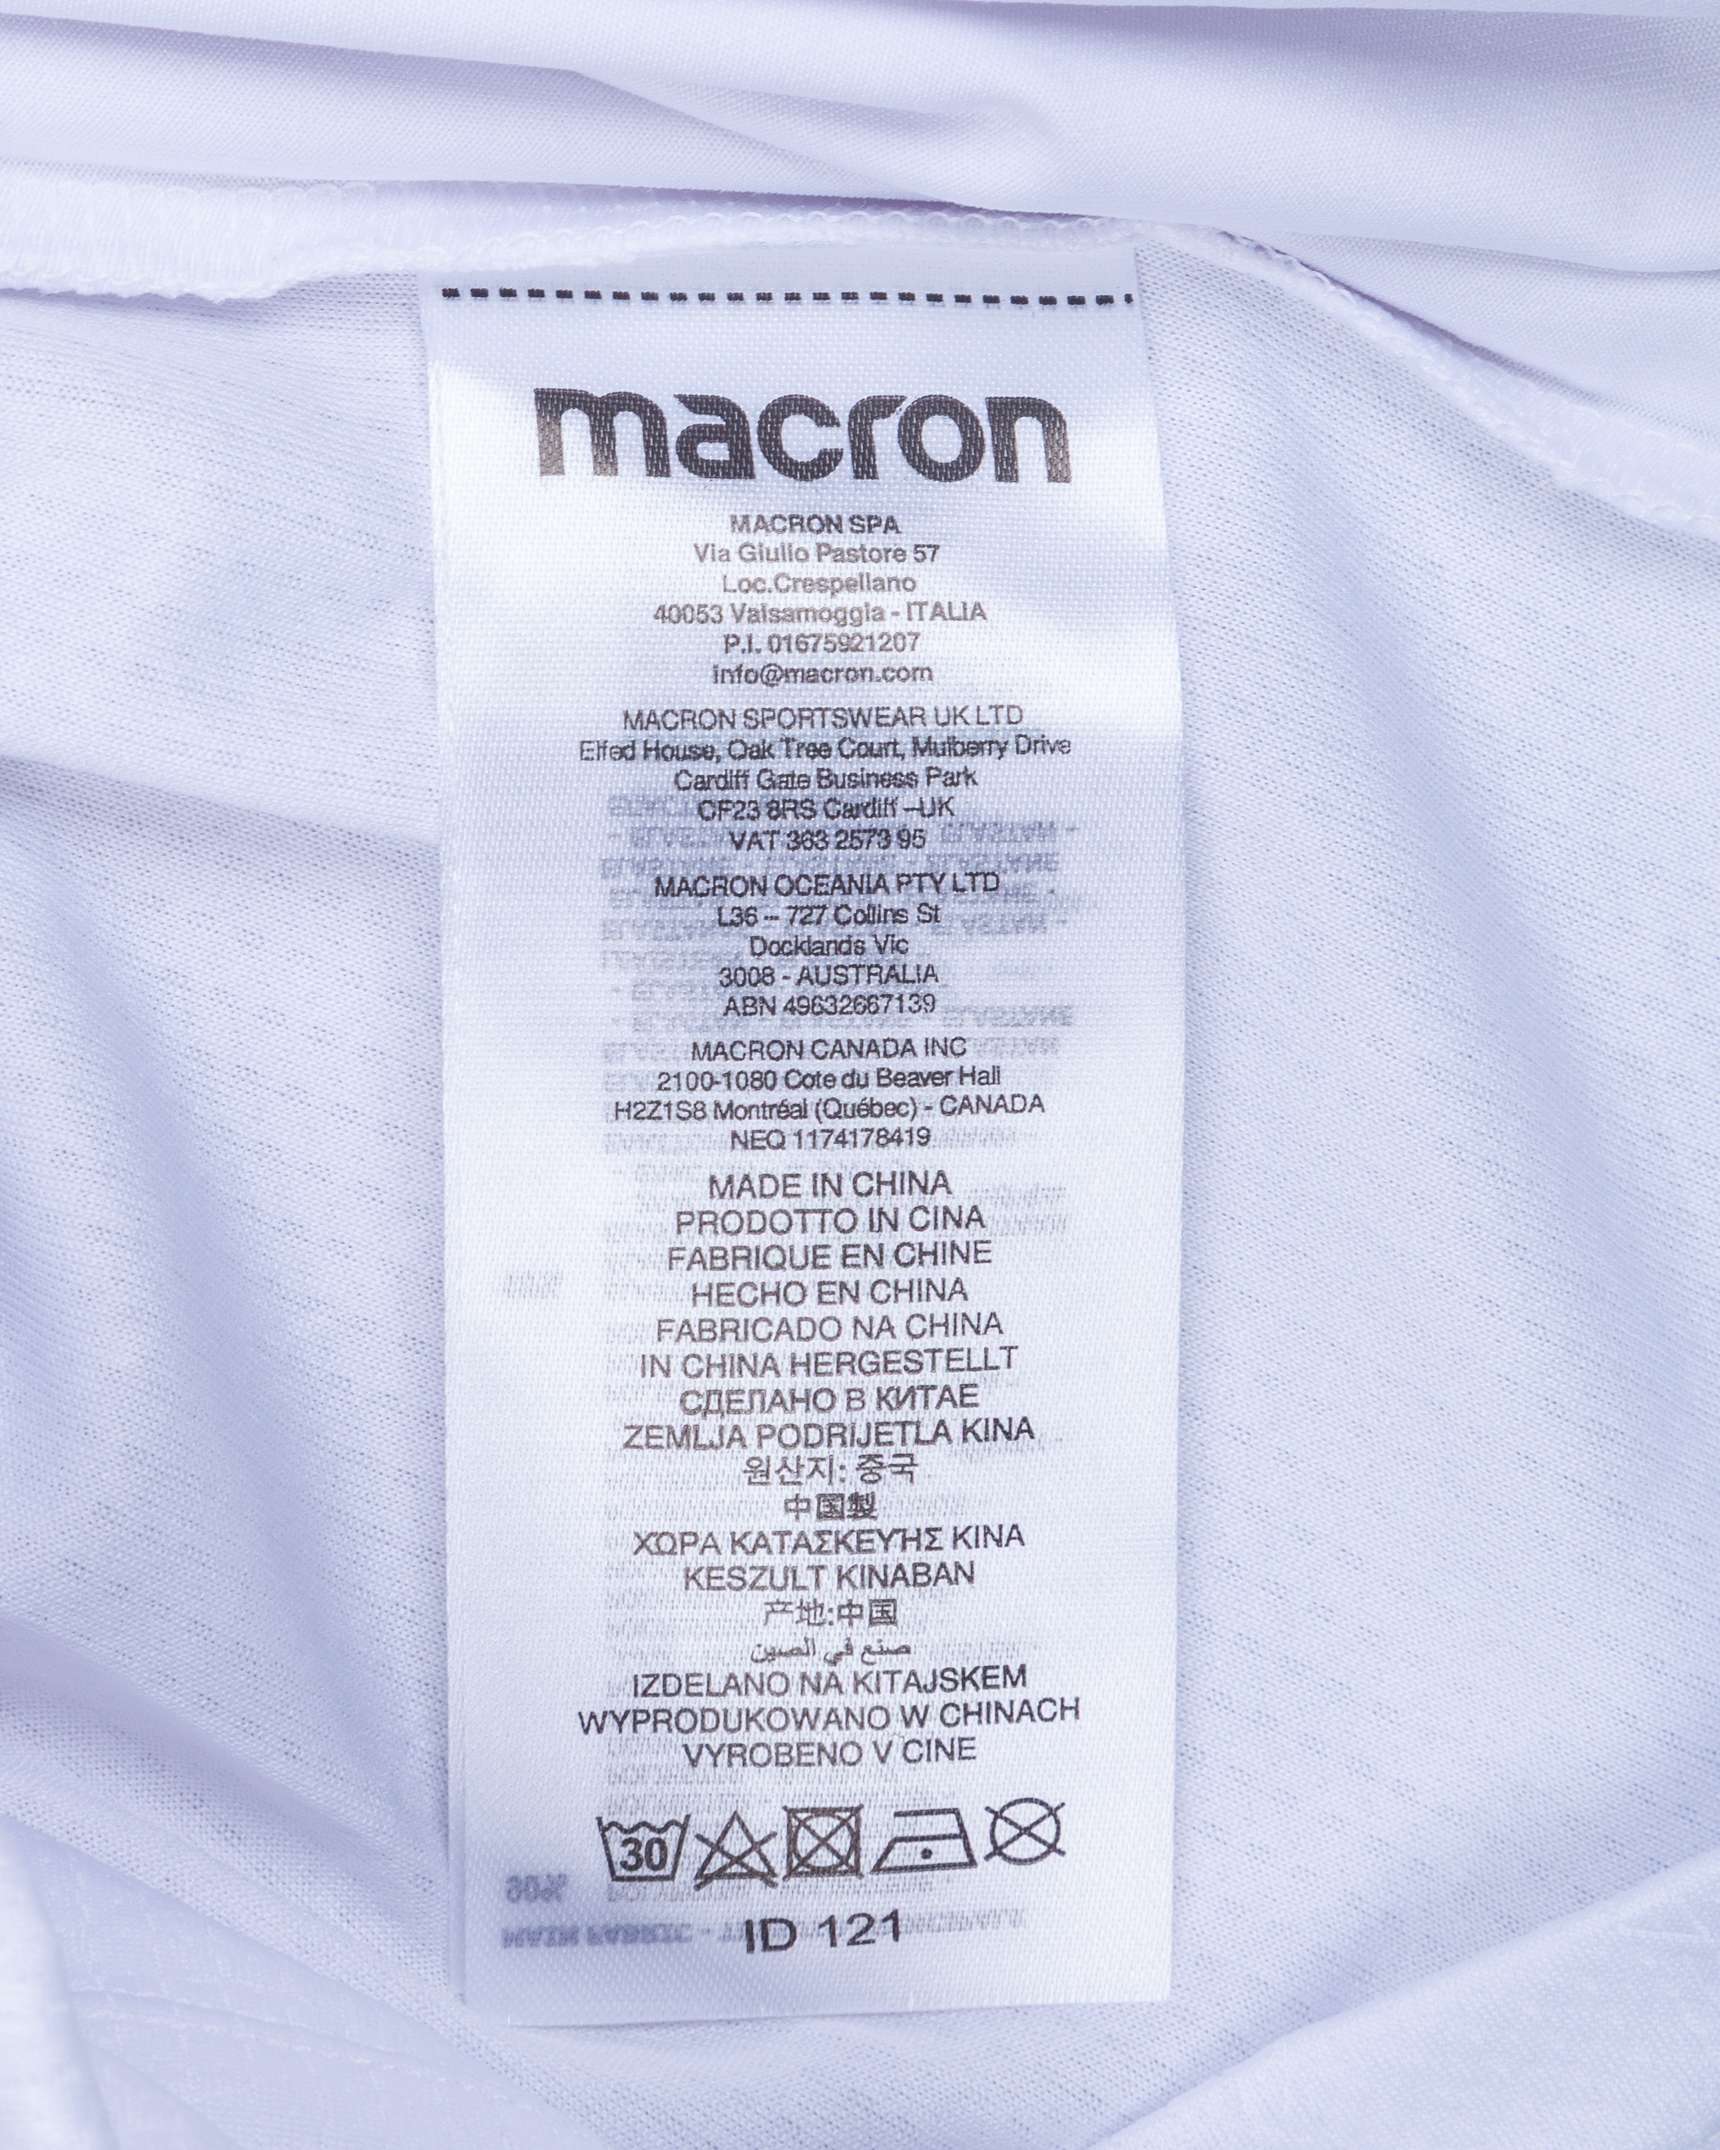 macron
MACRON SPA
Via Giulio Pastore 57
Loc.Crespellano
40053 Valsamoggia - ITALIA
P.I. 01675921207
info@macron.com
MACRON SPORTSWEAR UK LTD
Elfed House, Oak Tree Court, Mulberry Drive
Cardiff Gate Business Park
CF23 8RS Cardiff –UK
VAT 363 2573 95
MACRON OCEANIA PTY LTD
L36 – 727 Collins St
Docklands Vic
3008 - AUSTRALIA
ABN 49632667139
MACRON CANADA INC
2100-1080 Cote du Beaver Hall
H2Z1S8 Montréal (Québec) - CANADA
NEQ 1174178419
MADE IN CHINA
PRODOTTO IN CINA
FABRIQUE EN CHINE
HECHO EN CHINA
FABRICADO NA CHINA
IN CHINA HERGESTELLT
СДЕЛАНО В КИТАЕ
ZEMLJA PODRIJETLA KINA
원산지: 중국
中国製
ΧΏΡΑ ΚΑΤΑΣΚΕΥΉΣ ΚΙΝΑ
KESZULT KINABAN
产地:中国
صنع في الصين
IZDELANO NA KITAJSKEM
WYPRODUKOWANO W CHINACH
VYROBENO V CINE
30
ID 121